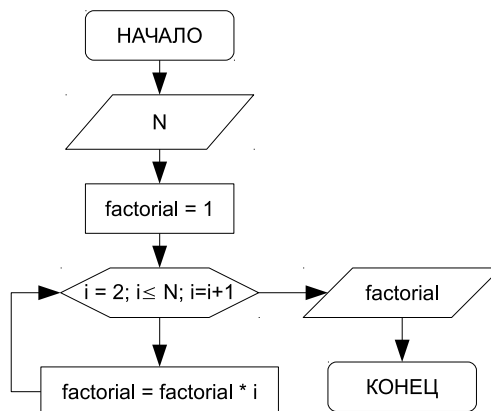 НАЧАЛО
N
factorial = 1
i = 2; i≤ N; i=i+1
factorial
factorial = factorial * i
КОНЕЦ